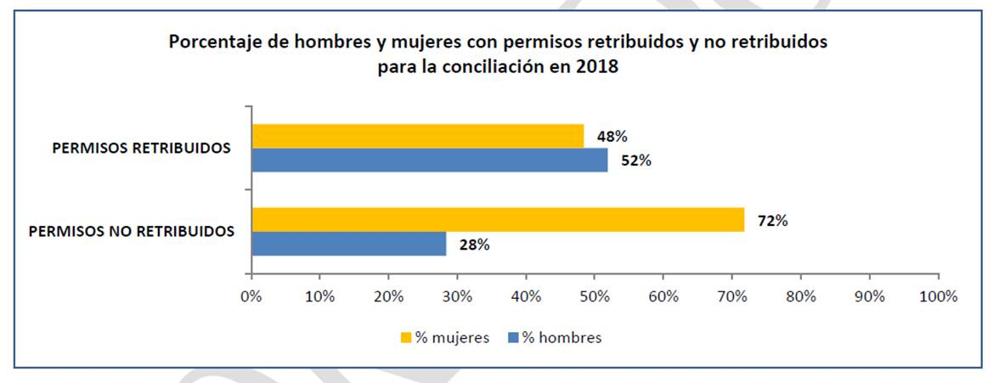 Porcentaje de hombres y mujeres con permisos retribuidos y no retribuidos
para la conciliación en 2018
PERMISOS RETRIBUIDOS
48%
52%
PERMISOS NO RETRIBUIDOS
72%
28%
0% 10% 20% 30% 40% 50% 60% 70% 80% 90% 100%
% mujeres % hombres